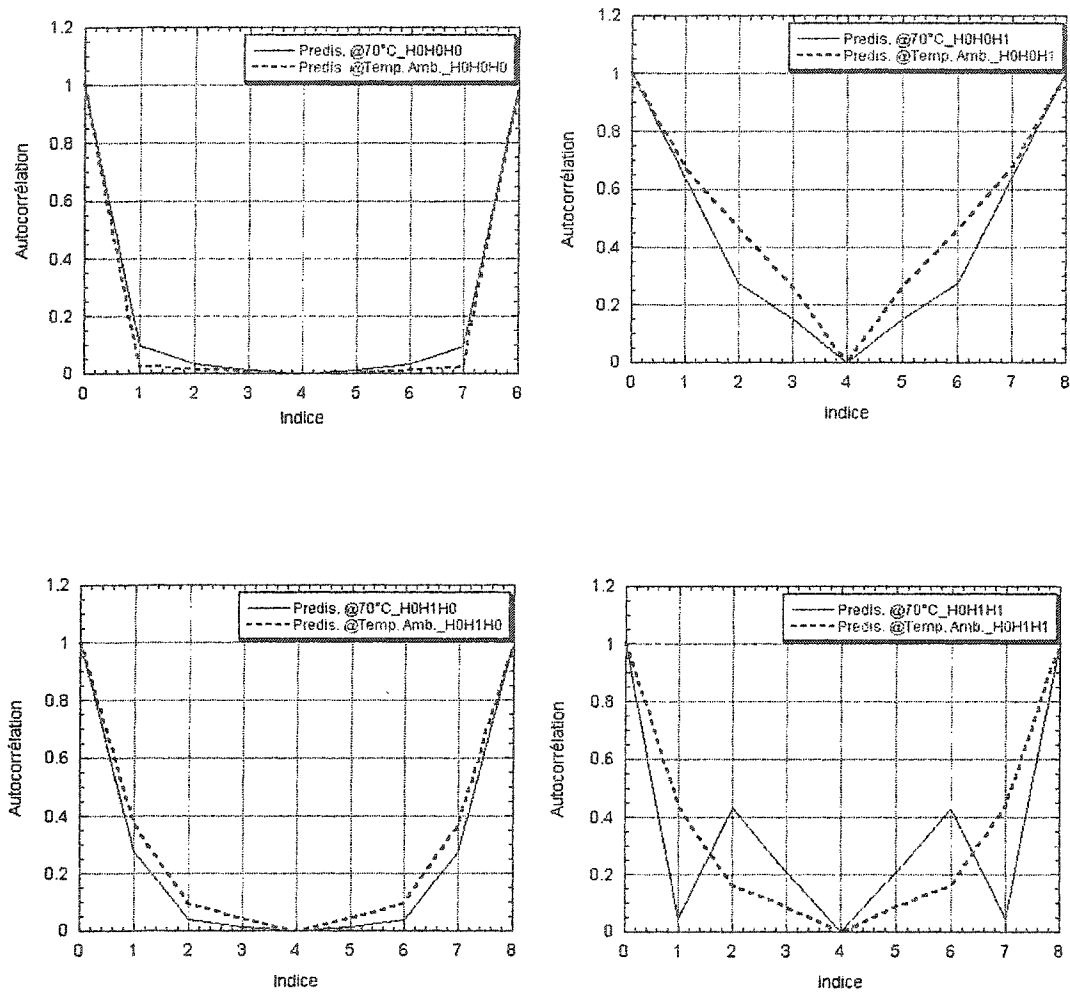 1.2
1
0.8
0.6
0.4
0.2
0
Autocorrélation
Predis. @70°C_H0H0H0
Predis. @Temp. Amb._H0H0H0
0 1 2 3 4 5 6 7 8
Indice
1.2
1
0.8
0.6
0.4
0.2
0
Autocorrélation
Predis. @70°C_H0H0H1
Predis. @Temp. Amb._H0H0H1
0 1 2 3 4 5 6 7 8
Indice
1.2
1
0.8
0.6
0.4
0.2
0
Autocorrélation
Predis. @70°C_H0H1H0
Predis. @Temp. Amb._H0H1H0
0 1 2 3 4 5 6 7 8
Indice
1.2
1
0.8
0.6
0.4
0.2
0
Autocorrélation
Predis. @70°C_H0H1H1
Predis. @Temp. Amb._H0H1H1
0 1 2 3 4 5 6 7 8
Indice